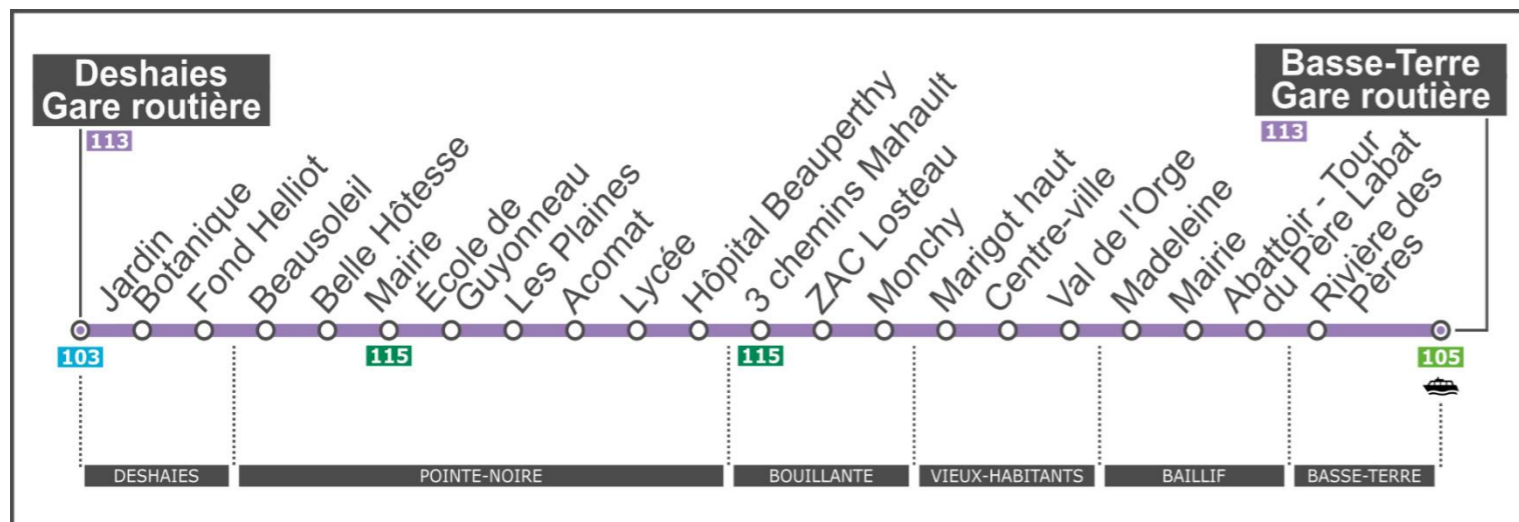 Deshaies
Gare routière
113
Basse-Terre
Gare routière
113
Jardin
Botanique
Fond Helliot
Beausoleil
Belle Hôtesse
Mairie
École de
Guyonneau
Les Plaines
Acomat
Lycée
Hôpital Beauperthy
3 chemins Mahault
ZAC Losteau
Monchy
Marigot haut
Centre-ville
Val de l'Orge
Madeleine
Mairie
Abattoir - Tour
du Père Labat
Rivière des
Pères
103
115
115
105
DESHAIES
POINTE-NOIRE
BOUILLANTE
VIEUX-HABITANTS
BAILLIF
BASSE-TERRE